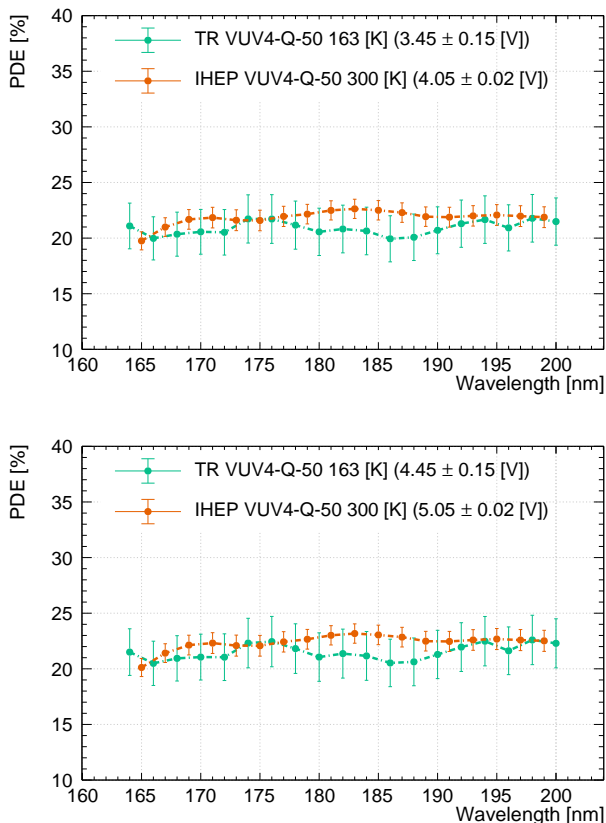 PDE [%]
TR VUV4-Q-50 163 [K] (3.45 ± 0.15 [V])
IHEP VUV4-Q-50 300 [K] (4.05 ± 0.02 [V])
40
35
30
25
20
15
10
160 165 170 175 180 185 190 195 200
Wavelength [nm]
PDE [%]
TR VUV4-Q-50 163 [K] (4.45 ± 0.15 [V])
IHEP VUV4-Q-50 300 [K] (5.05 ± 0.02 [V])
40
35
30
25
20
15
10
160 165 170 175 180 185 190 195 200
Wavelength [nm]